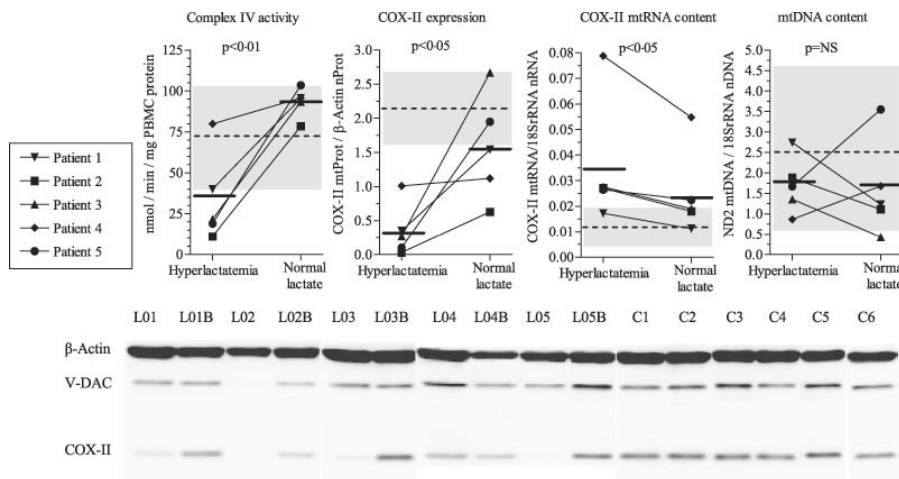 Complex IV activity
p<0·01
nmol / min / mg PBMC protein
125
100
75
50
25
0
Hyperlactatemia
Normal
lactate
COX-II expression
p<0·05
COX-II mtProt / β-Actin nProt
3.0
2.5
2.0
1.5
1.0
0.5
0.0
Hyperlactatemia
Normal
lactate
COX-II mtRNA content
p<0·05
COX-II mtRNA/18SrRNA nRNA
0.08
0.07
0.06
0.05
0.04
0.03
0.02
0.01
0.00
Hyperlactatemia
Normal
lactate
mtDNA content
p=NS
ND2 mtDNA / 18SrRNA nDNA
5.0
4.5
4.0
3.5
3.0
2.5
2.0
1.5
1.0
0.5
0.0
Hyperlactatemia
Normal
lactate
Patient 1
Patient 2
Patient 3
Patient 4
Patient 5
L01 L01B L02 L02B L03 L03B L04 L04B L05 L05B C1 C2 C3 C4 C5 C6
β-Actin
V-DAC
COX-II